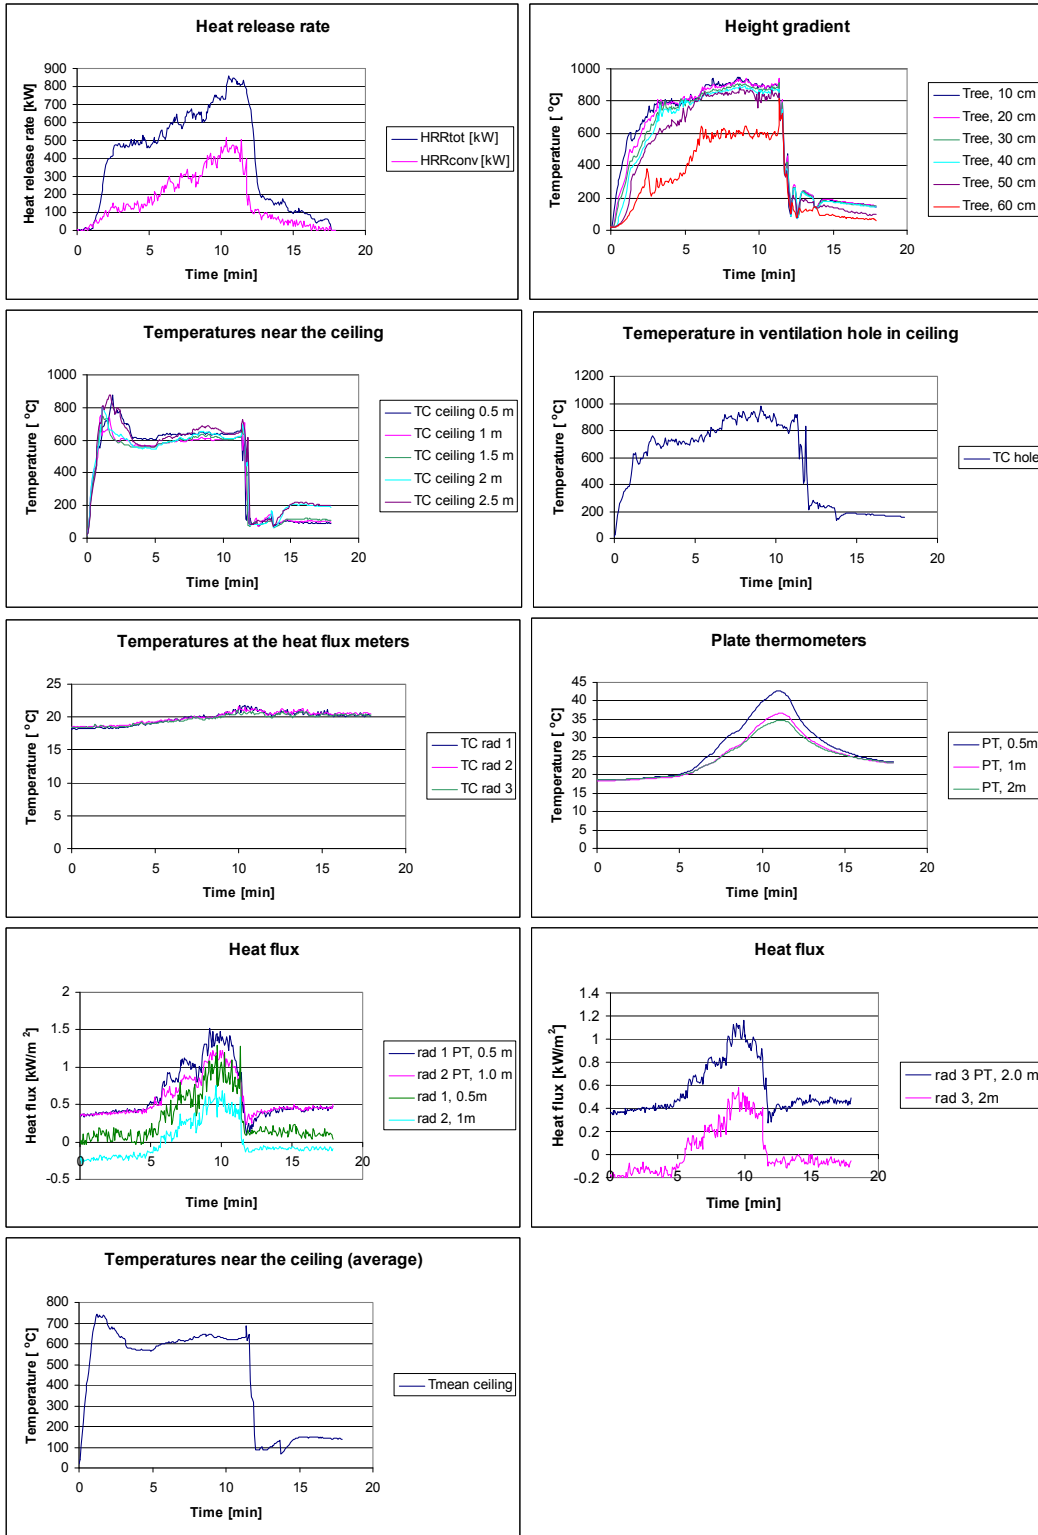 Heat release rate
Heat release rate [kW]
900
800
700
600
500
400
300
200
100
0
0 5 10 15 20
Time [min]
HRRtot [kW]
HRRconv [kW]
Height gradient
Temperature [ °C]
1000
800
600
400
200
0
0 5 10 15 20
Time [min]
Tree, 10 cm
Tree, 20 cm
Tree, 30 cm
Tree, 40 cm
Tree, 50 cm
Tree, 60 cm
Temperatures near the ceiling
Temperature [ °C]
1000
800
600
400
200
0
0 5 10 15 20
Time [min]
TC ceiling 0.5 m
TC ceiling 1 m
TC ceiling 1.5 m
TC ceiling 2 m
TC ceiling 2.5 m
Temeperature in ventilation hole in ceiling
Temperature [ °C]
1200
1000
800
600
400
200
0
0 5 10 15 20
Time [min]
TC hole
Temperatures at the heat flux meters
Temperature [ °C]
25
20
15
10
5
0
0 5 10 15 20
Time [min]
TC rad 1
TC rad 2
TC rad 3
Plate thermometers
Temperature [ °C]
45
40
35
30
25
20
15
10
5
0
0 5 10 15 20
Time [min]
PT, 0.5m
PT, 1m
PT, 2m
Heat flux
Heat flux [kW/m²]
2
1.5
1
0.5
0
-0.5
0 5 10 15 20
Time [min]
rad 1 PT, 0.5 m
rad 2 PT, 1.0 m
rad 1, 0.5m
rad 2, 1m
Heat flux
Heat flux [kW/m²]
1.4
1.2
1
0.8
0.6
0.4
0.2
0
-0.2
0 5 10 15 20
Time [min]
rad 3 PT, 2.0 m
rad 3, 2m
Temperatures near the ceiling (average)
Temperature [ °C]
800
700
600
500
400
300
200
100
0
0 5 10 15 20
Time [min]
Tmean ceiling